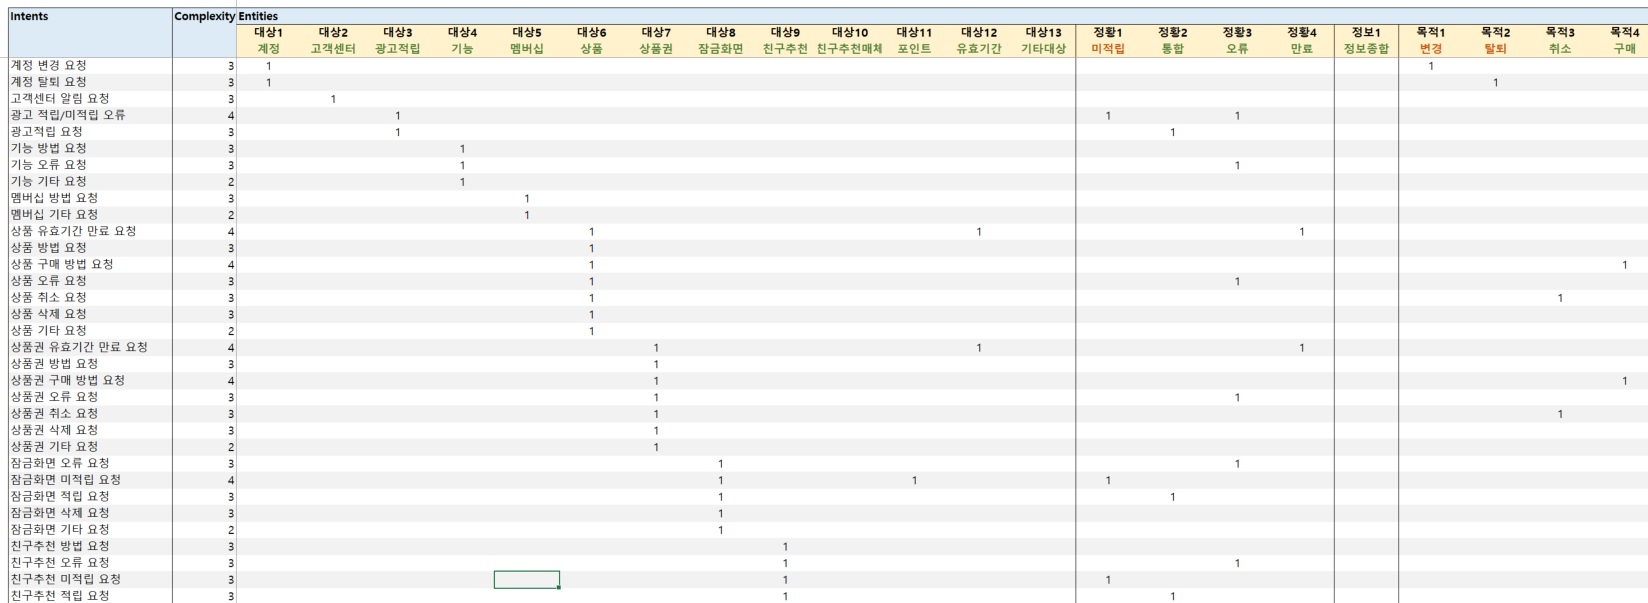 Intents Complexity Entities
대상1 대상2 대상3 대상4 대상5 대상6 대상7 대상8 대상9 대상10 대상11 대상12 대상13 정황1 정황2 정황3 정황4 정보1 목적1 목적2 목적3 목적4
계정 고객센터 광고적립 기능 멤버십 상품 상품권 잠금화면 친구추천 친구추천매체 포인트 유효기간 기타대상 미적립 통합 오류 만료 정보종합 변경 탈퇴 취소 구매
계정 변경 요청 3 1 1
계정 탈퇴 요청 3 1 1
고객센터 알림 요청 3 1
광고 적립/미적립 오류 4 1 1 1
광고적립 요청 3 1 1
기능 방법 요청 3 1
기능 오류 요청 3 1 1
기능 기타 요청 2 1
멤버십 방법 요청 3 1
멤버십 기타 요청 2 1
상품 유효기간 만료 요청 4 1 1 1
상품 방법 요청 3 1
상품 구매 방법 요청 4 1 1
상품 오류 요청 3 1 1
상품 취소 요청 3 1 1
상품 삭제 요청 3 1
상품 기타 요청 2 1
상품권 유효기간 만료 요청 4 1 1 1
상품권 방법 요청 3 1
상품권 구매 방법 요청 4 1 1
상품권 오류 요청 3 1 1
상품권 취소 요청 3 1 1
상품권 삭제 요청 3 1
상품권 기타 요청 2 1
잠금화면 오류 요청 3 1 1
잠금화면 미적립 요청 4 1 1 1
잠금화면 적립 요청 3 1 1
잠금화면 삭제 요청 3 1
잠금화면 기타 요청 2 1
친구추천 방법 요청 3 1
친구추천 오류 요청 3 1 1
친구추천 미적립 요청 3 1 1
친구추천 적립 요청 3 1 1